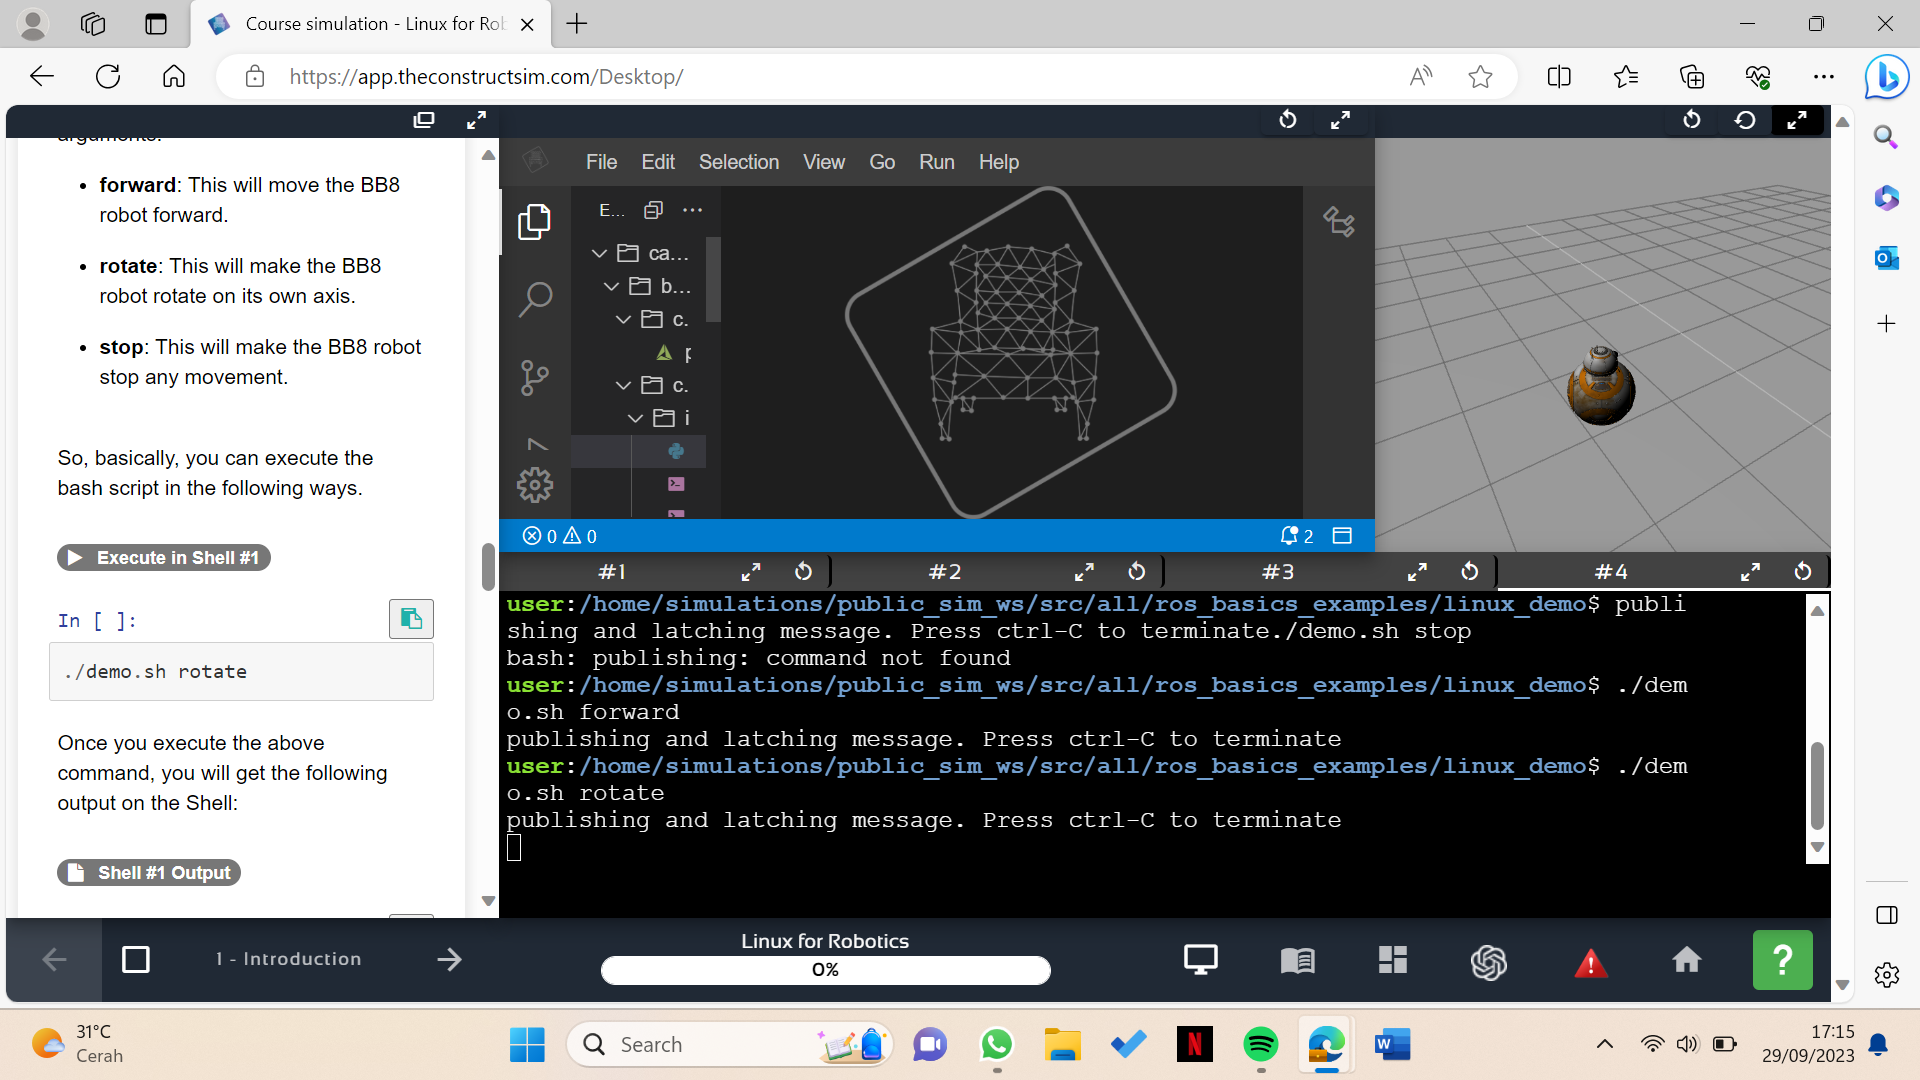 Course simulation - Linux for Rob
https://app.theconstructsim.com/Desktop/
arguments.
• forward: This will move the BB8
robot forward.
• rotate: This will make the BB8
robot rotate on its own axis.
• stop: This will make the BB8 robot
stop any movement.
So, basically, you can execute the
bash script in the following ways.
Execute in Shell #1
In [ ]:
./demo.sh rotate
Once you execute the above
command, you will get the following
output on the Shell:
Shell #1 Output
File Edit Selection View Go Run Help
E... ...
ca...
b...
c.
c.
i
0 0
2
#1 #2 #3 #4
user:/home/simulations/public_sim_ws/src/all/ros_basics_examples/linux_demo$ publi
shing and latching message. Press ctrl-C to terminate./demo.sh stop
bash: publishing: command not found
user:/home/simulations/public_sim_ws/src/all/ros_basics_examples/linux_demo$ ./dem
o.sh forward
publishing and latching message. Press ctrl-C to terminate
user:/home/simulations/public_sim_ws/src/all/ros_basics_examples/linux_demo$ ./dem
o.sh rotate
publishing and latching message. Press ctrl-C to terminate
1 - Introduction
Linux for Robotics
0%
?
31°C
Cerah
Search
17:15
29/09/2023